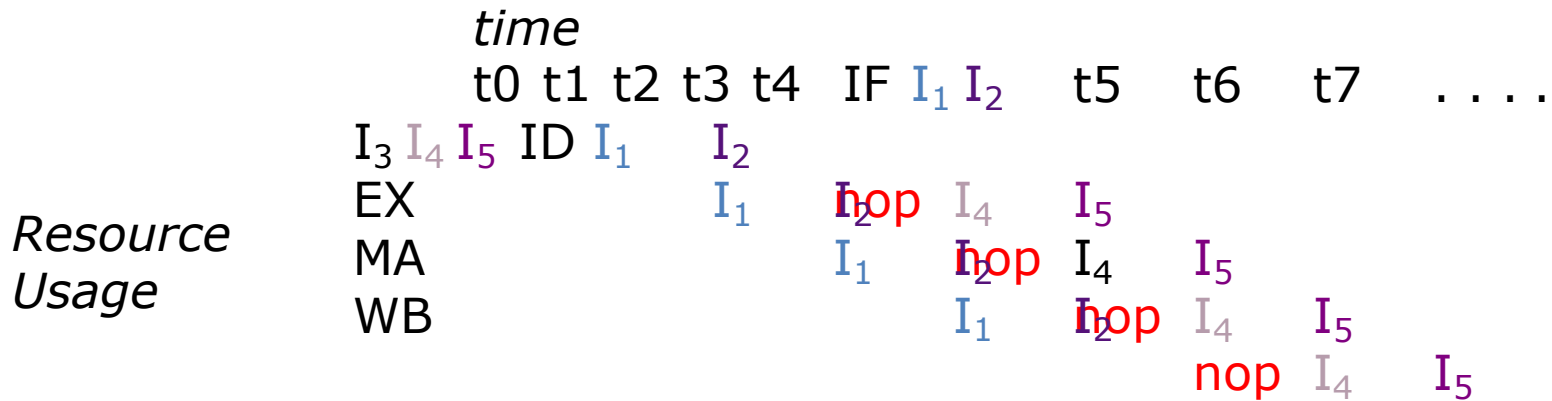 time
t0 t1 t2 t3 t4 IF I₁ I₂ t5 t6 t7 . . . .
I₃ I₄ I₅ ID I₁ I₂
EX I₁ I₂ nop I₄ I₅
Resource
MA I₁ I₂ nop I₄ I₅
Usage
WB I₁ I₂ nop I₄ I₅
nop I₄ I₅